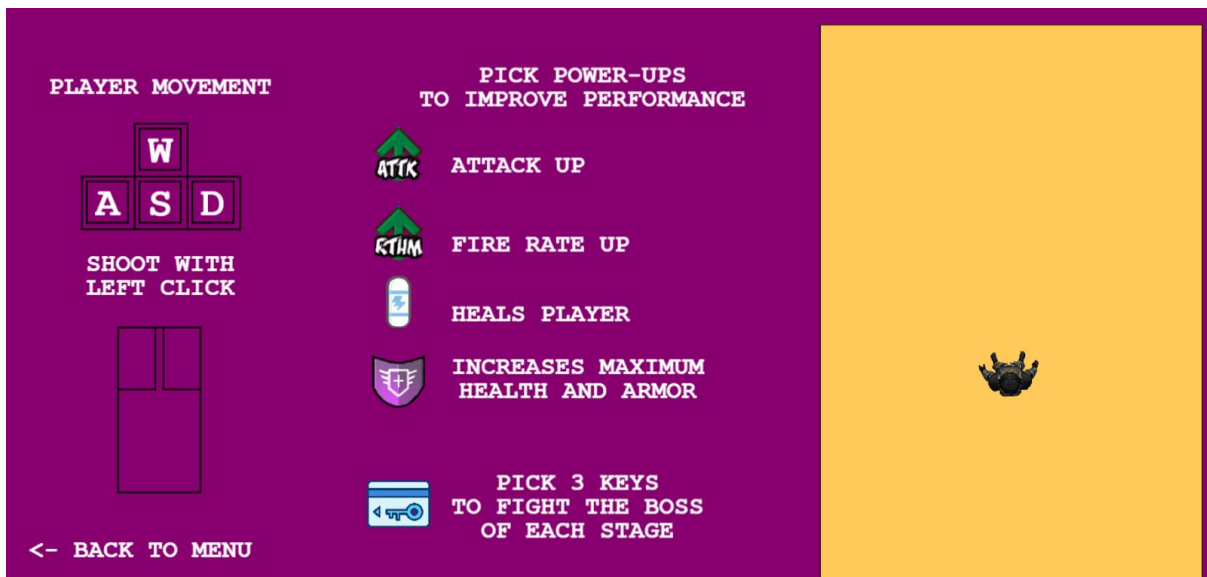 PLAYER MOVEMENT
W
A S D
SHOOT WITH
LEFT CLICK
<- BACK TO MENU
PICK POWER-UPS
TO IMPROVE PERFORMANCE
ATTK
ATTACK UP
RTHM
FIRE RATE UP
HEALS PLAYER
INCREASES MAXIMUM
HEALTH AND ARMOR
PICK 3 KEYS
TO FIGHT THE BOSS
OF EACH STAGE